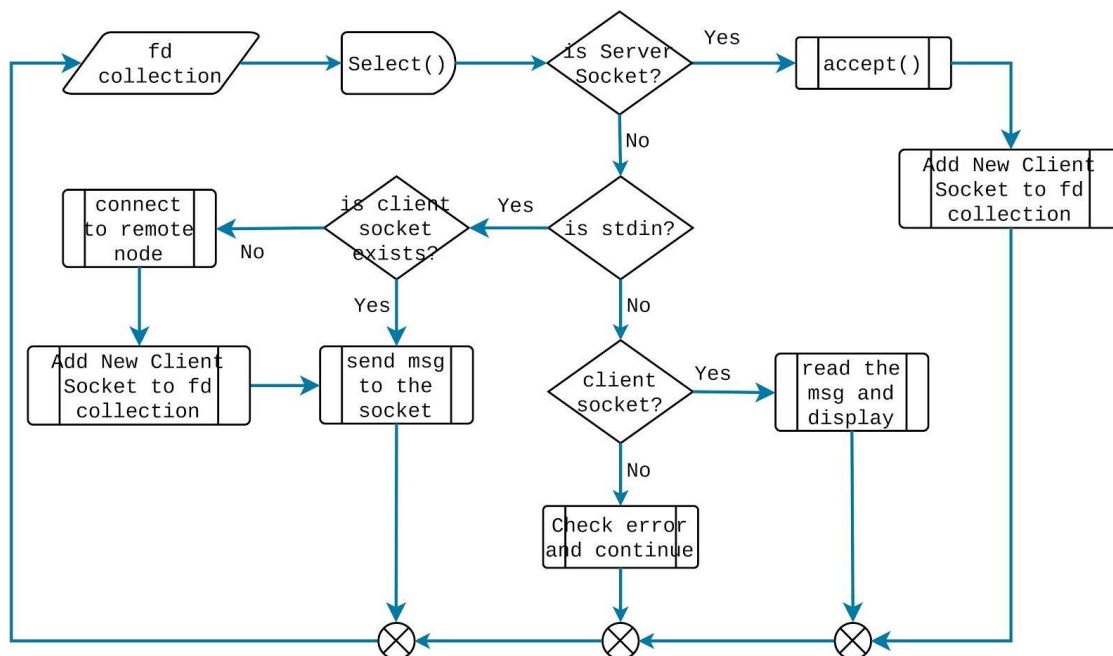 fd
collection
Select()
is Server
Socket?
Yes
accept()
No
Add New Client
Socket to fd
collection
connect
to remote
node
No
is client
socket
exists?
Yes
is stdin?
Yes
No
Add New Client
Socket to fd
collection
send msg
to the
socket
client
socket?
Yes
read the
msg and
display
No
Check error
and continue